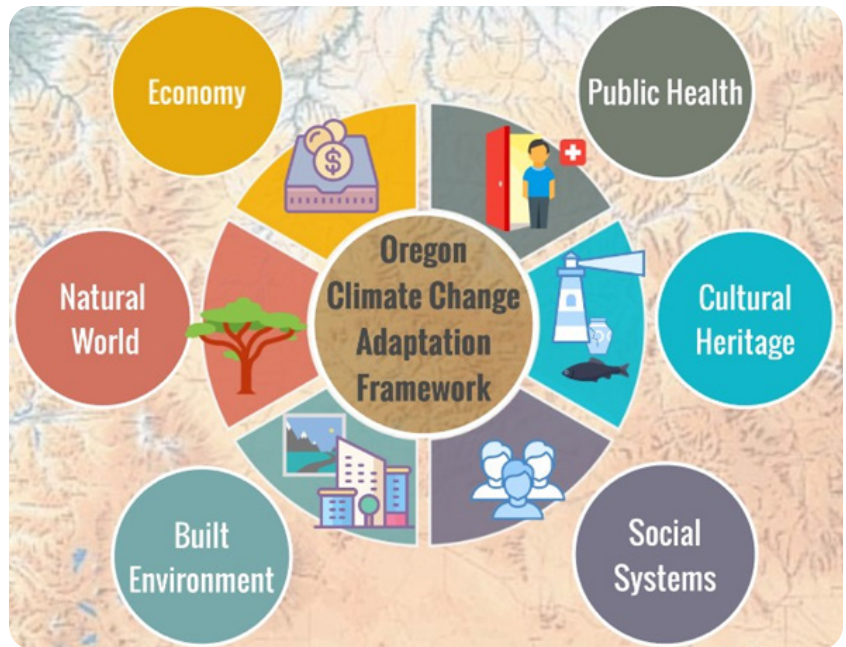 Economy
Public Health
Oregon
Climate Change
Adaptation
Framework
Natural
World
Cultural
Heritage
Built
Environment
Social
Systems
$